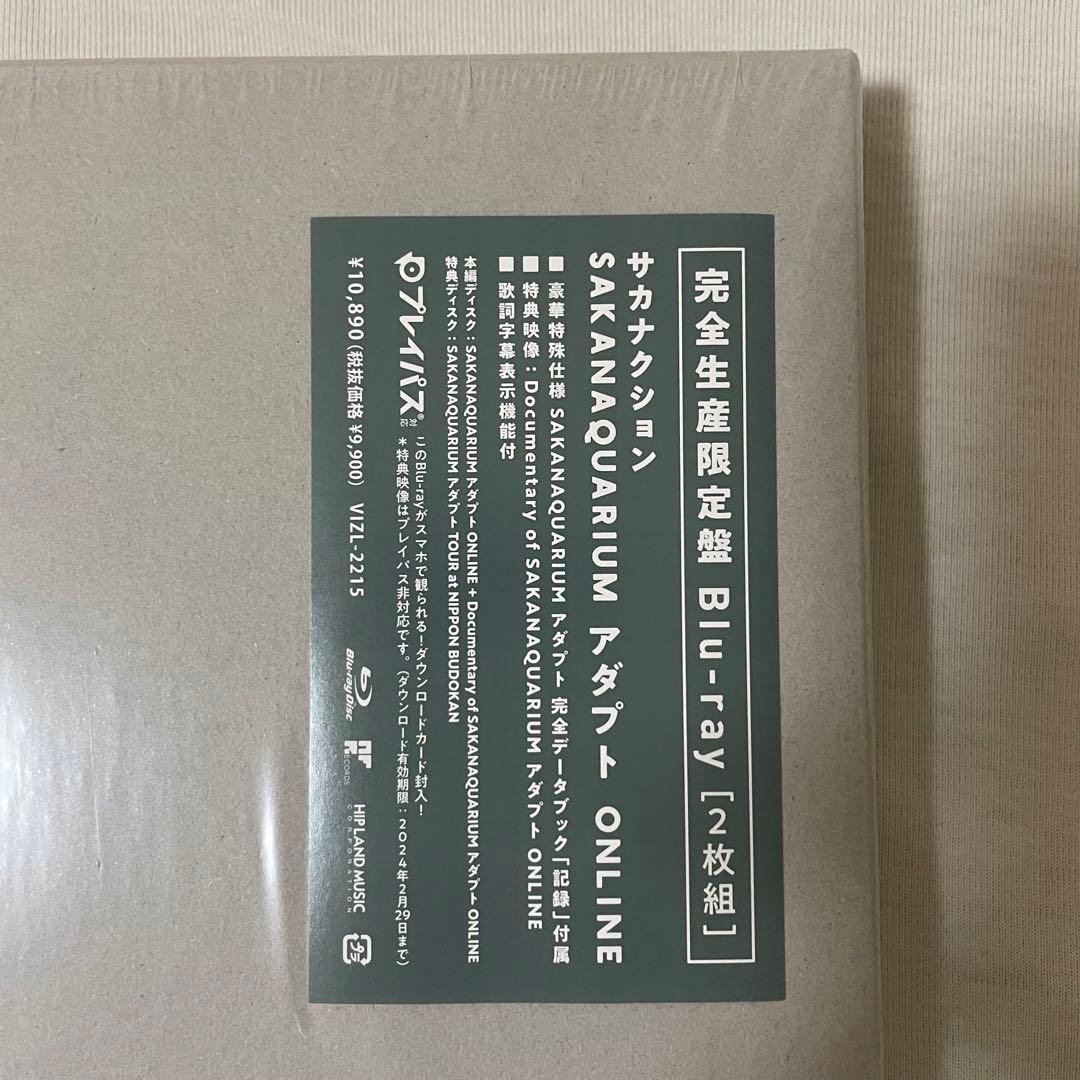 完全生産限定盤 Blu-ray [2枚組]
サカナクション
SAKANAQUARIUM アダプト ONLINE
■ 豪華特殊仕様 SAKANAQUARIUM アダプト 完全データブック「記録」付属
■ 特典映像：Documentary of SAKANAQUARIUM アダプト ONLINE
■ 歌詞字幕表示機能付
本編ディスク：SAKANAQUARIUM アダプト ONLINE + Documentary of SAKANAQUARIUM アダプト ONLINE
特典ディスク：SAKANAQUARIUM アダプト TOUR at NIPPON BUDOKAN
プレイパス® 対応 このBlu-rayがスマホで観られる！ダウンロードカード封入！
＊特典映像はプレイパス非対応です。（ダウンロード有効期限：2024年2月29日まで）
¥10,890（税抜価格 ¥9,900） VIZL-2215
Blu-ray Disc
NF RECORDS
HIP LAND MUSIC
CORPORATION
プラ